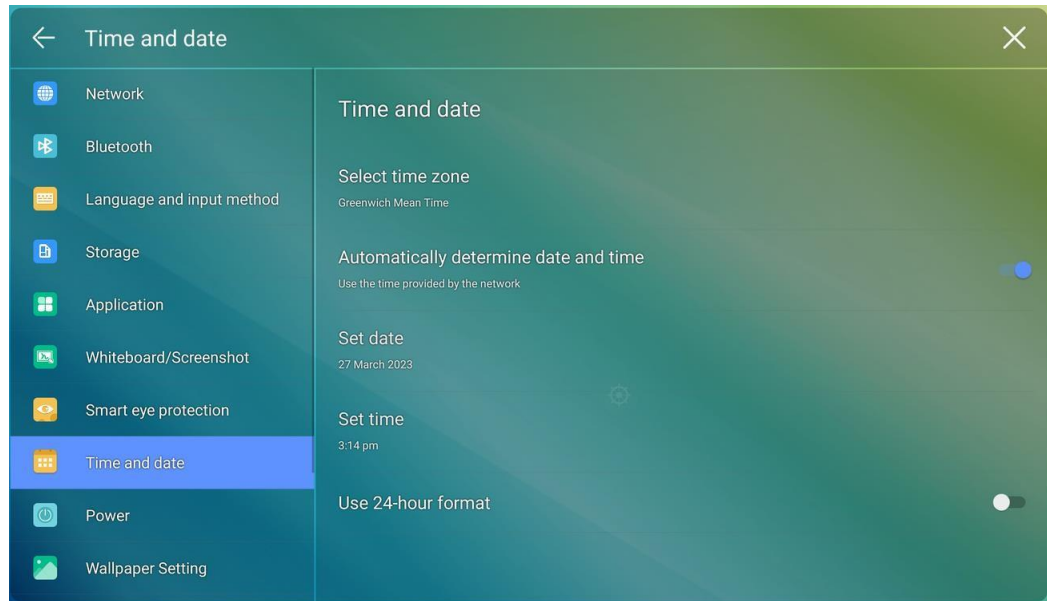 Time and date
Network
Bluetooth
Language and input method
Storage
Application
Whiteboard/Screenshot
Smart eye protection
Time and date
Power
Wallpaper Setting
Time and date
Select time zone
Greenwich Mean Time
Automatically determine date and time
Use the time provided by the network
Set date
27 March 2023
Set time
3:14 pm
Use 24-hour format